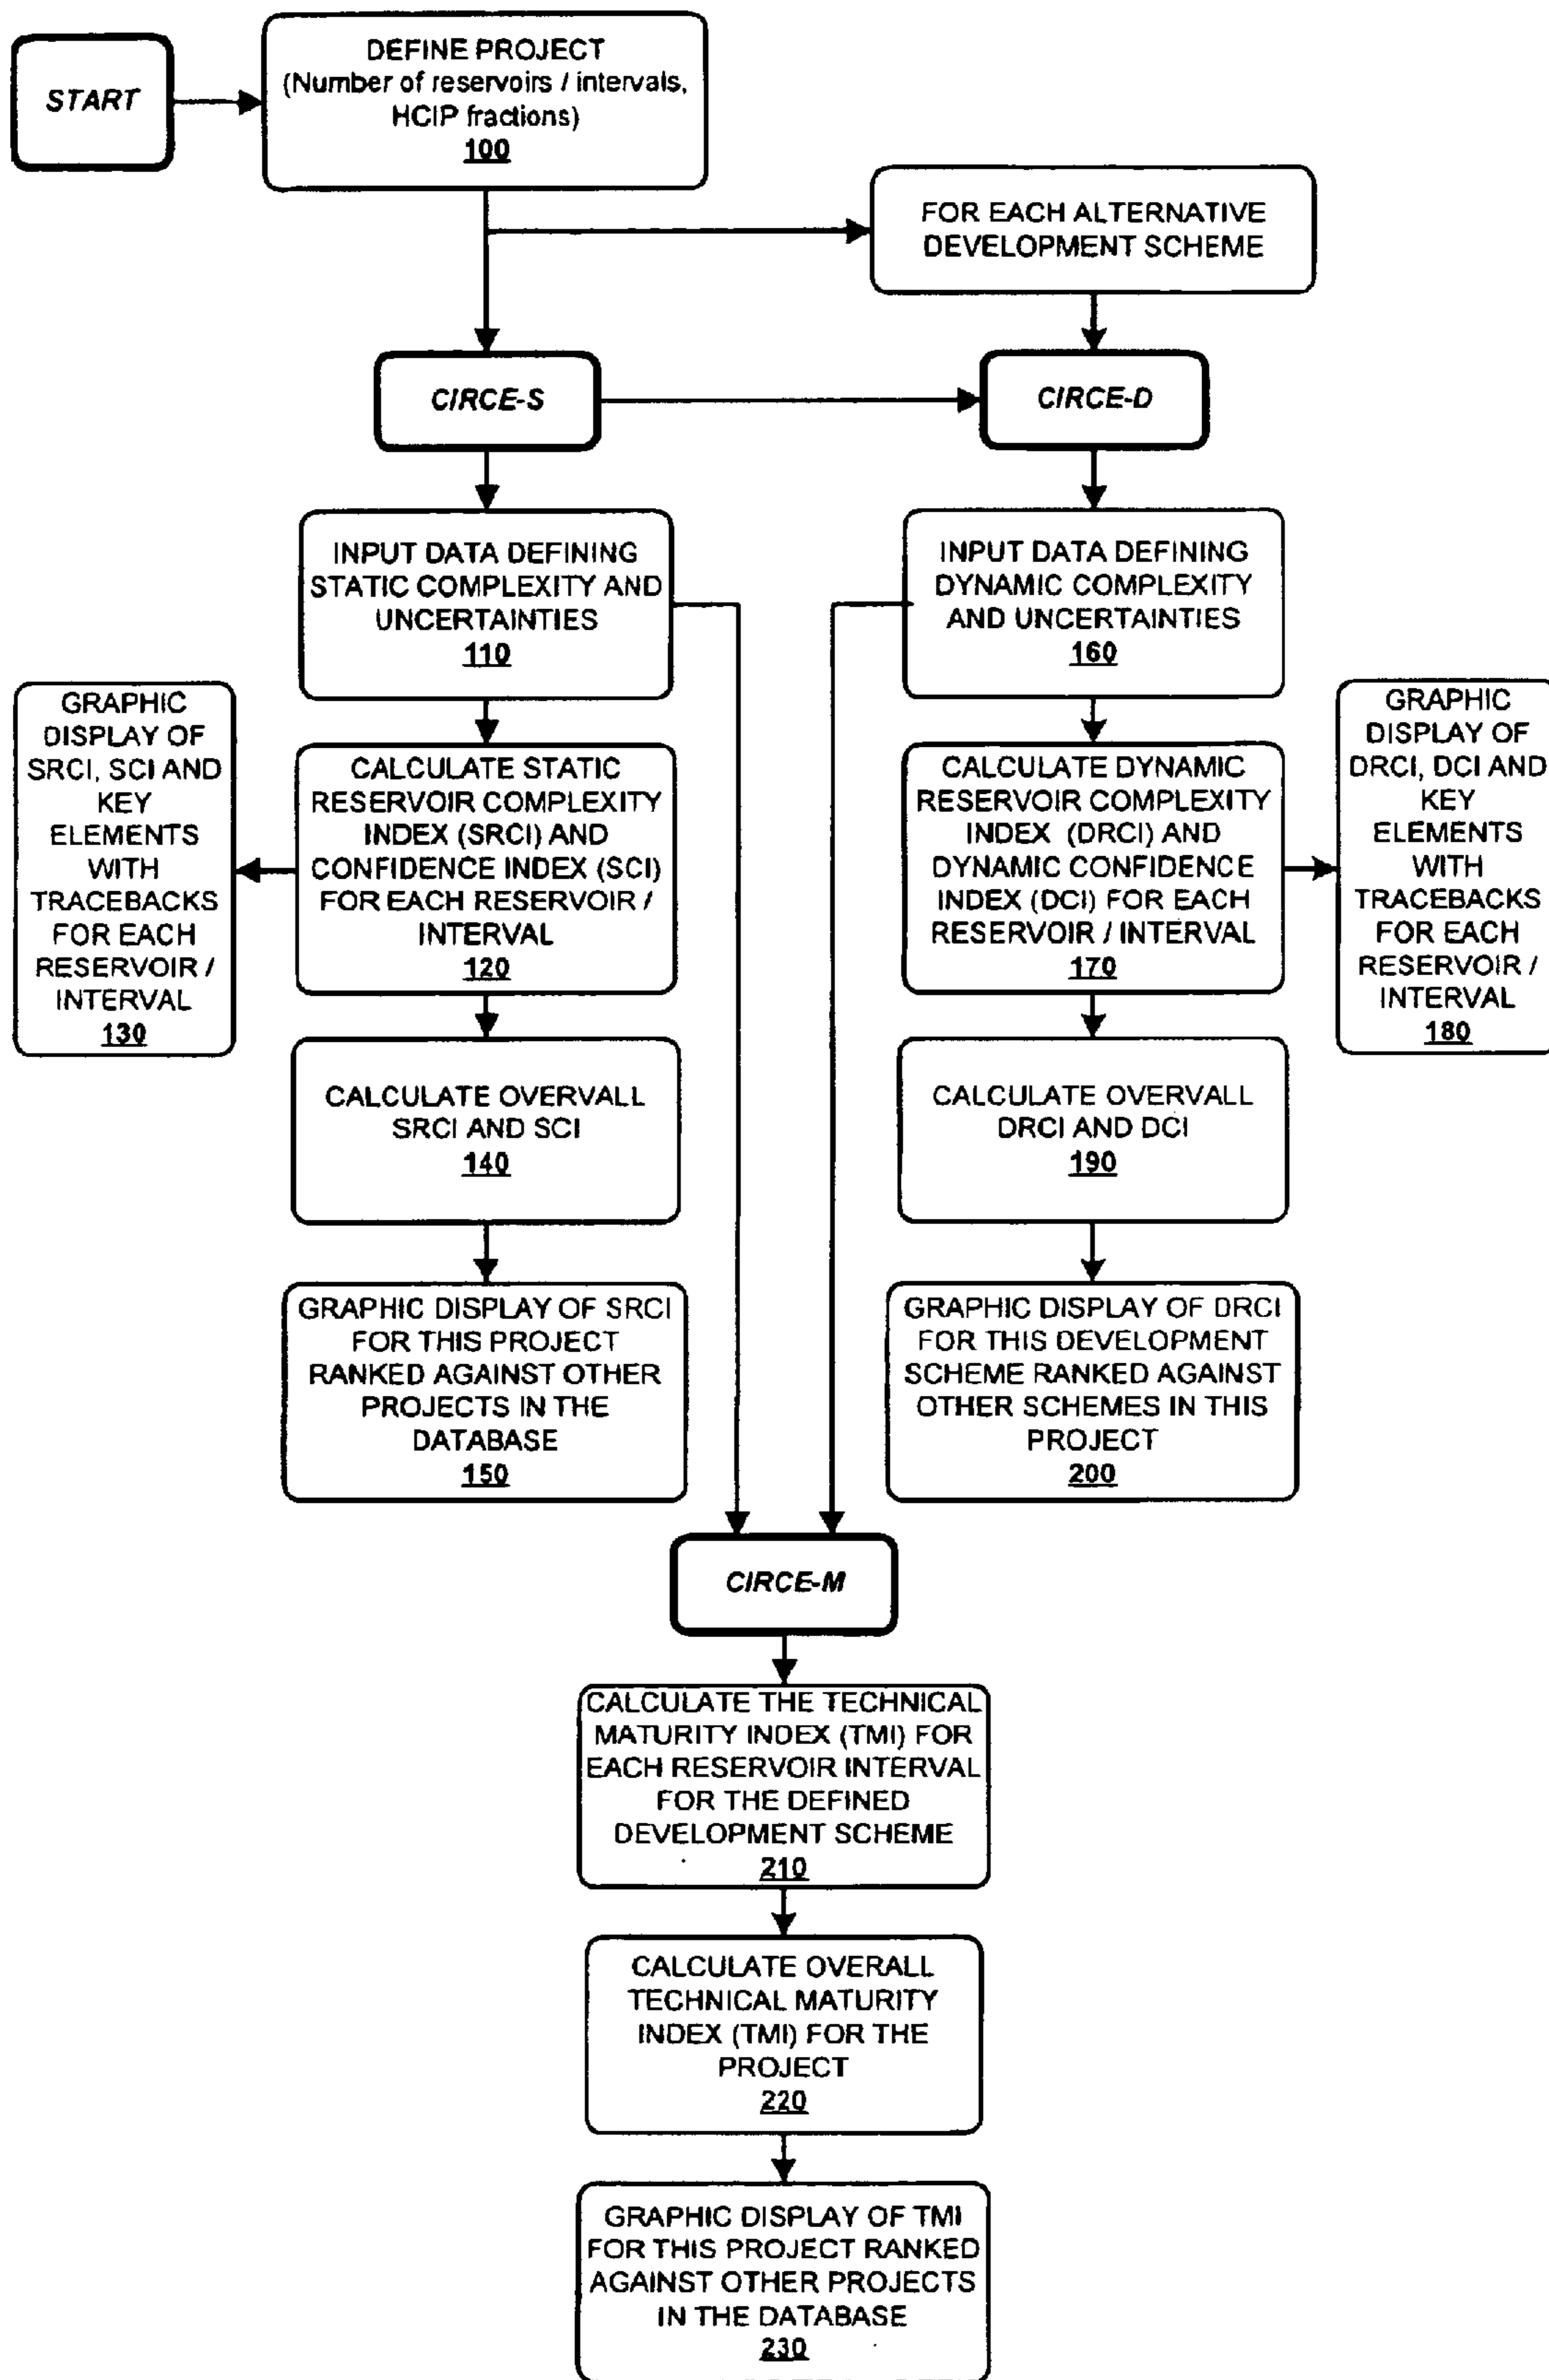 START
DEFINE PROJECT
(Number of reservoirs / intervals,
HCIP fractions)
100
FOR EACH ALTERNATIVE
DEVELOPMENT SCHEME
CIRCE-S
CIRCE-D
INPUT DATA DEFINING
STATIC COMPLEXITY AND
UNCERTAINTIES
110
INPUT DATA DEFINING
DYNAMIC COMPLEXITY
AND UNCERTAINTIES
160
GRAPHIC
DISPLAY OF
SRCI, SCI AND
KEY
ELEMENTS
WITH
TRACEBACKS
FOR EACH
RESERVOIR /
INTERVAL
130
CALCULATE STATIC
RESERVOIR COMPLEXITY
INDEX (SRCI) AND
CONFIDENCE INDEX (SCI)
FOR EACH RESERVOIR /
INTERVAL
120
CALCULATE DYNAMIC
RESERVOIR COMPLEXITY
INDEX (DRCI) AND
DYNAMIC CONFIDENCE
INDEX (DCI) FOR EACH
RESERVOIR / INTERVAL
170
GRAPHIC
DISPLAY OF
DRCI, DCI AND
KEY
ELEMENTS
WITH
TRACEBACKS
FOR EACH
RESERVOIR /
INTERVAL
180
CALCULATE OVERVALL
SRCI AND SCI
140
CALCULATE OVERVALL
DRCI AND DCI
190
GRAPHIC DISPLAY OF SRCI
FOR THIS PROJECT
RANKED AGAINST OTHER
PROJECTS IN THE
DATABASE
150
GRAPHIC DISPLAY OF DRCI
FOR THIS DEVELOPMENT
SCHEME RANKED AGAINST
OTHER SCHEMES IN THIS
PROJECT
200
CIRCE-M
CALCULATE THE TECHNICAL
MATURITY INDEX (TMI) FOR
EACH RESERVOIR INTERVAL
FOR THE DEFINED
DEVELOPMENT SCHEME
210
CALCULATE OVERALL
TECHNICAL MATURITY
INDEX (TMI) FOR THE
PROJECT
220
GRAPHIC DISPLAY OF TMI
FOR THIS PROJECT RANKED
AGAINST OTHER PROJECTS
IN THE DATABASE
230